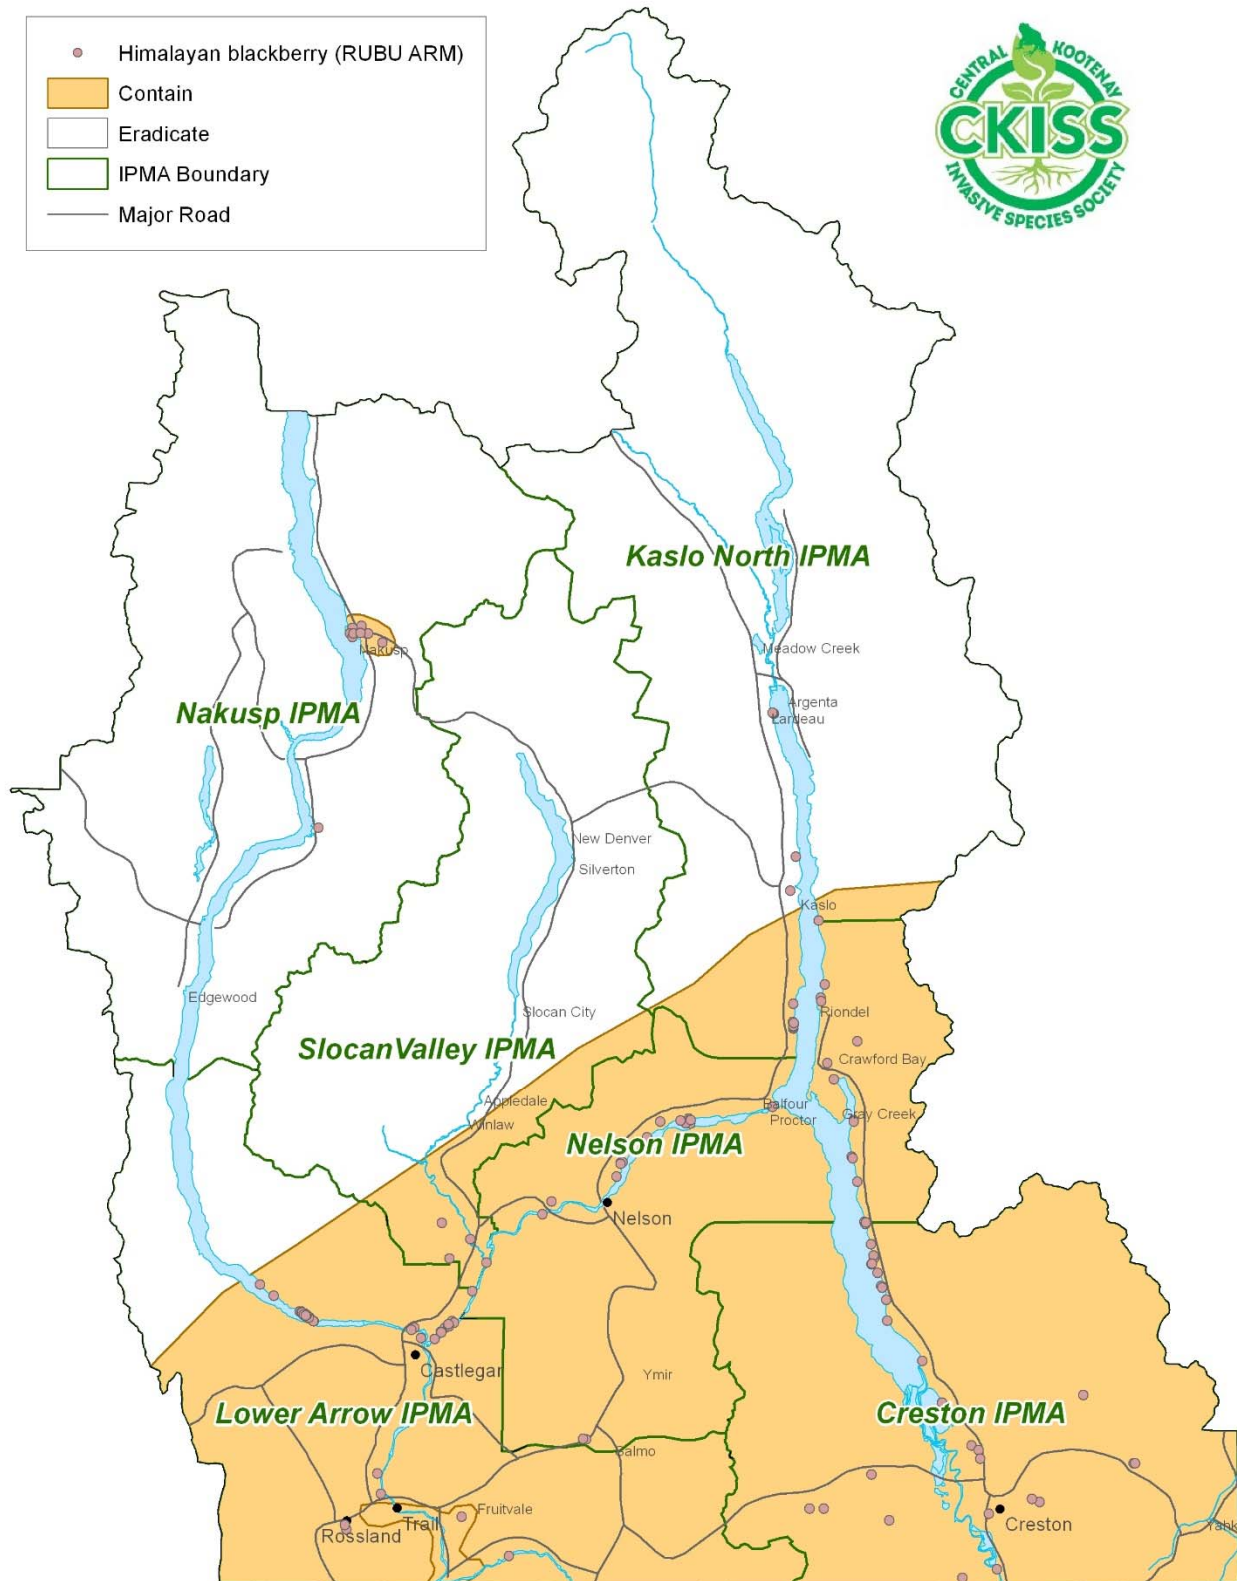 Himalayan blackberry (RUBU ARM)
Contain
Eradicate
IPMA Boundary
Major Road
CENTRAL KOOTENAY
CKISS
INVASIVE SPECIES SOCIETY
Kaslo North IPMA
Nakusp
Meadow Creek
Argenta
Lardeau
Nakusp IPMA
New Denver
Silverton
Kaslo
Edgewood
Slocan City
Riondel
SlocanValley IPMA
Crawford Bay
Appledale
Balfour
Gray Creek
Proctor
Winlaw
Nelson IPMA
Nelson
Castlegar
Ymir
Lower Arrow IPMA
Creston IPMA
Salmo
Fruitvale
Trail
Rossland
Creston
Yahk